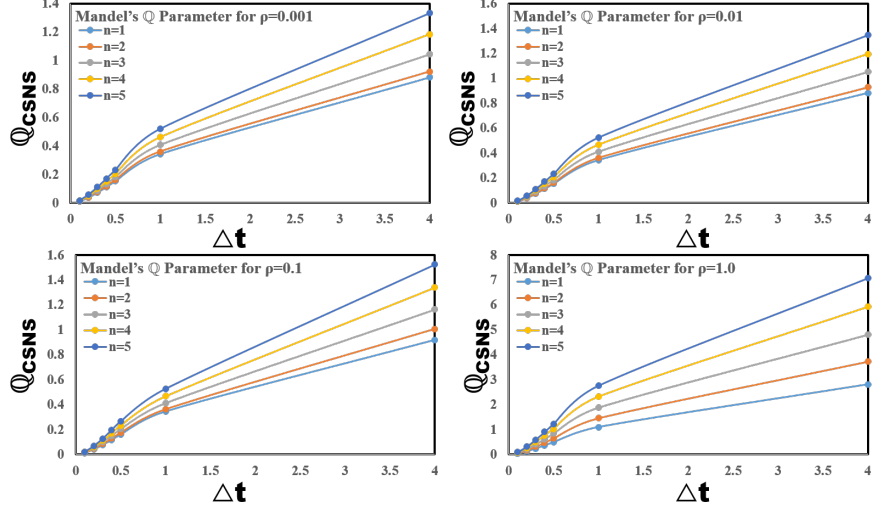 Mandel's ℚ Parameter for ρ=0.001
n=1
n=2
n=3
n=4
n=5
ℚCSNS
1.4
1.2
1
0.8
0.6
0.4
0.2
0
0 0.5 1 1.5 2 2.5 3 3.5 4
△t
Mandel's ℚ Parameter for ρ=0.01
n=1
n=2
n=3
n=4
n=5
ℚCSNS
1.6
1.4
1.2
1
0.8
0.6
0.4
0.2
0
0 0.5 1 1.5 2 2.5 3 3.5 4
△t
Mandel's ℚ Parameter for ρ=0.1
n=1
n=2
n=3
n=4
n=5
ℚCSNS
1.6
1.4
1.2
1
0.8
0.6
0.4
0.2
0
0 0.5 1 1.5 2 2.5 3 3.5 4
△t
Mandel's ℚ Parameter for ρ=1.0
n=1
n=2
n=3
n=4
n=5
ℚCSNS
8
7
6
5
4
3
2
1
0
0 0.5 1 1.5 2 2.5 3 3.5 4
△t